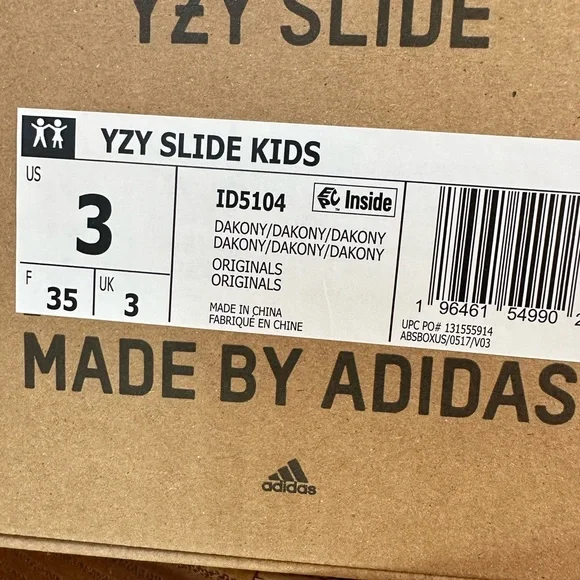 YZY SLIDE
YZY SLIDE KIDS
US
3
F
35
UK
3
ID5104
Inside
DAKONY/DAKONY/DAKONY
DAKONY/DAKONY/DAKONY
ORIGINALS
ORIGINALS
MADE IN CHINA
FABRIQUÉ EN CHINE
1 96461 54990
UPC PO# 131555914
ABSBOXUS/0517/V03
MADE BY ADIDAS
adidas